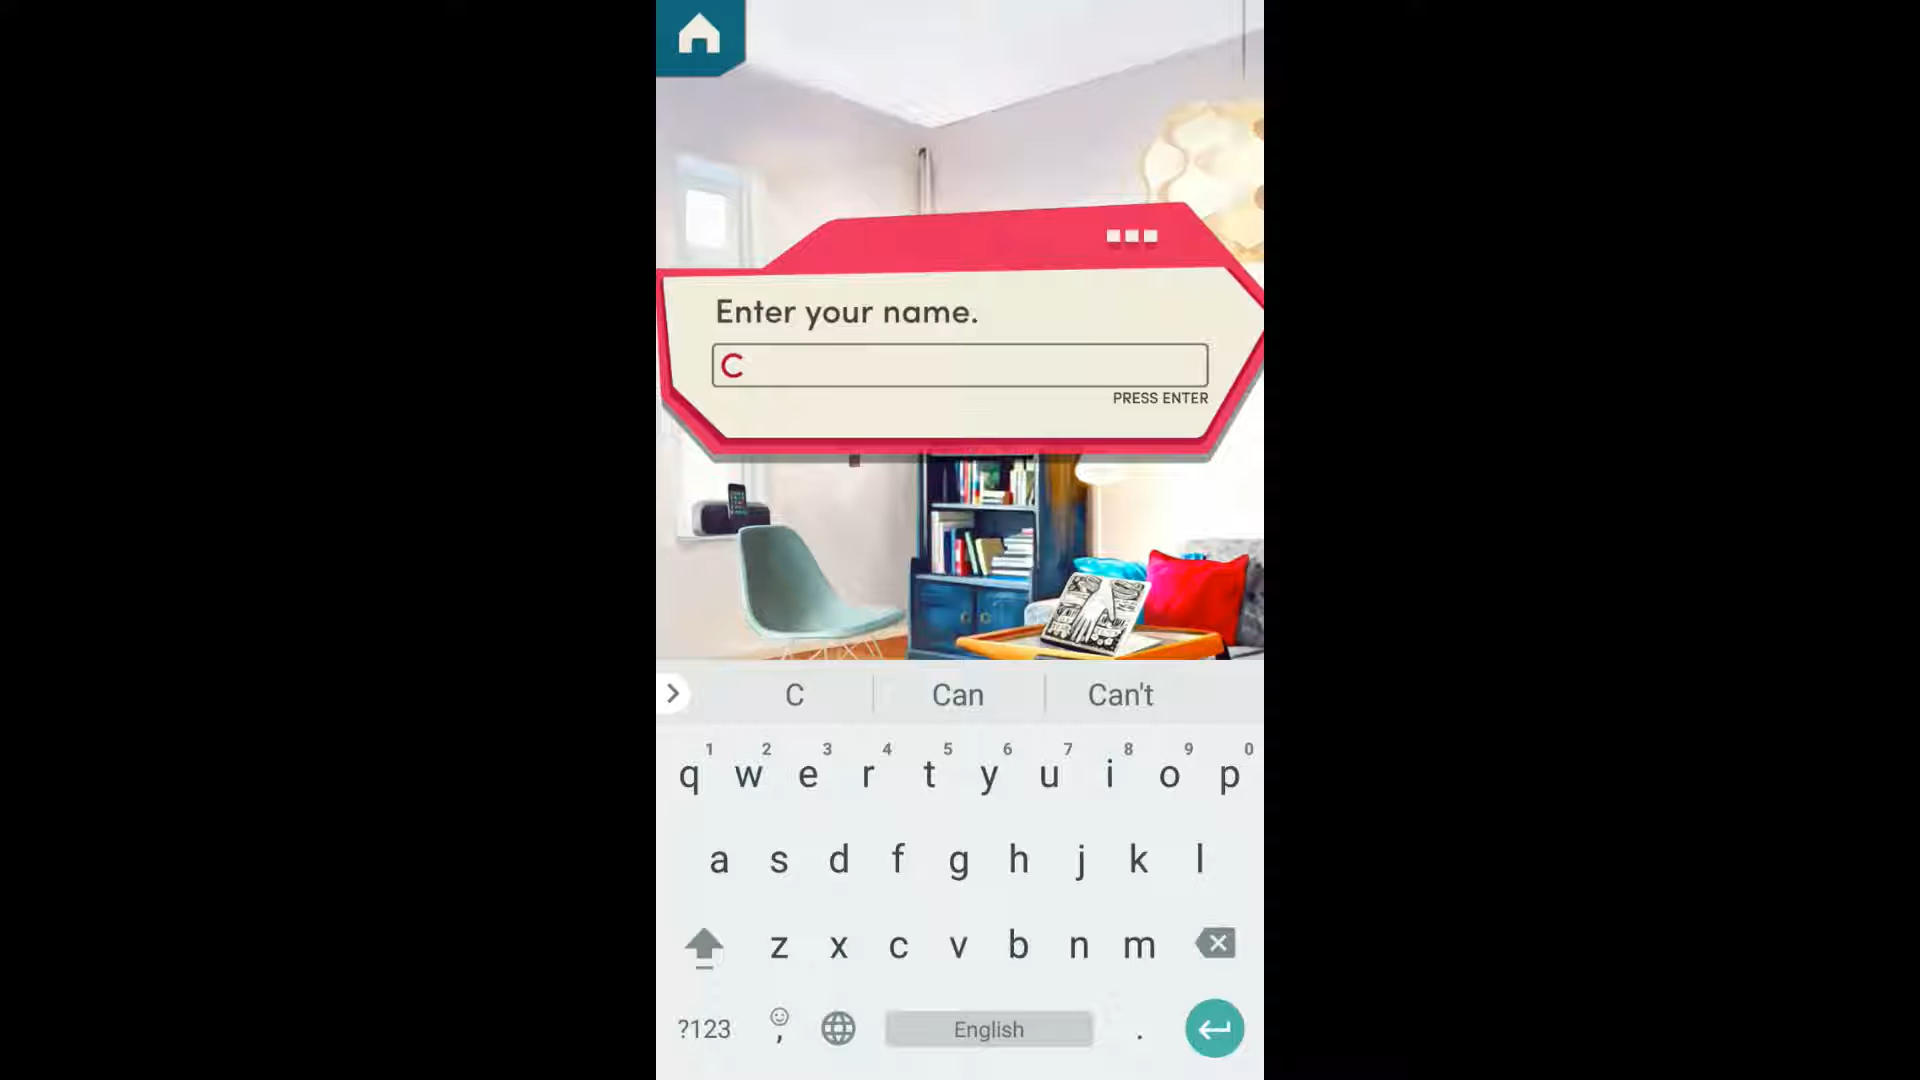 Enter your name.
C
PRESS ENTER
C Can Can't
1 2 3 4 5 6 7 8 9 0
q w e r t y u i o p
a s d f g h j k l
z x c v b n m
?123 , English .